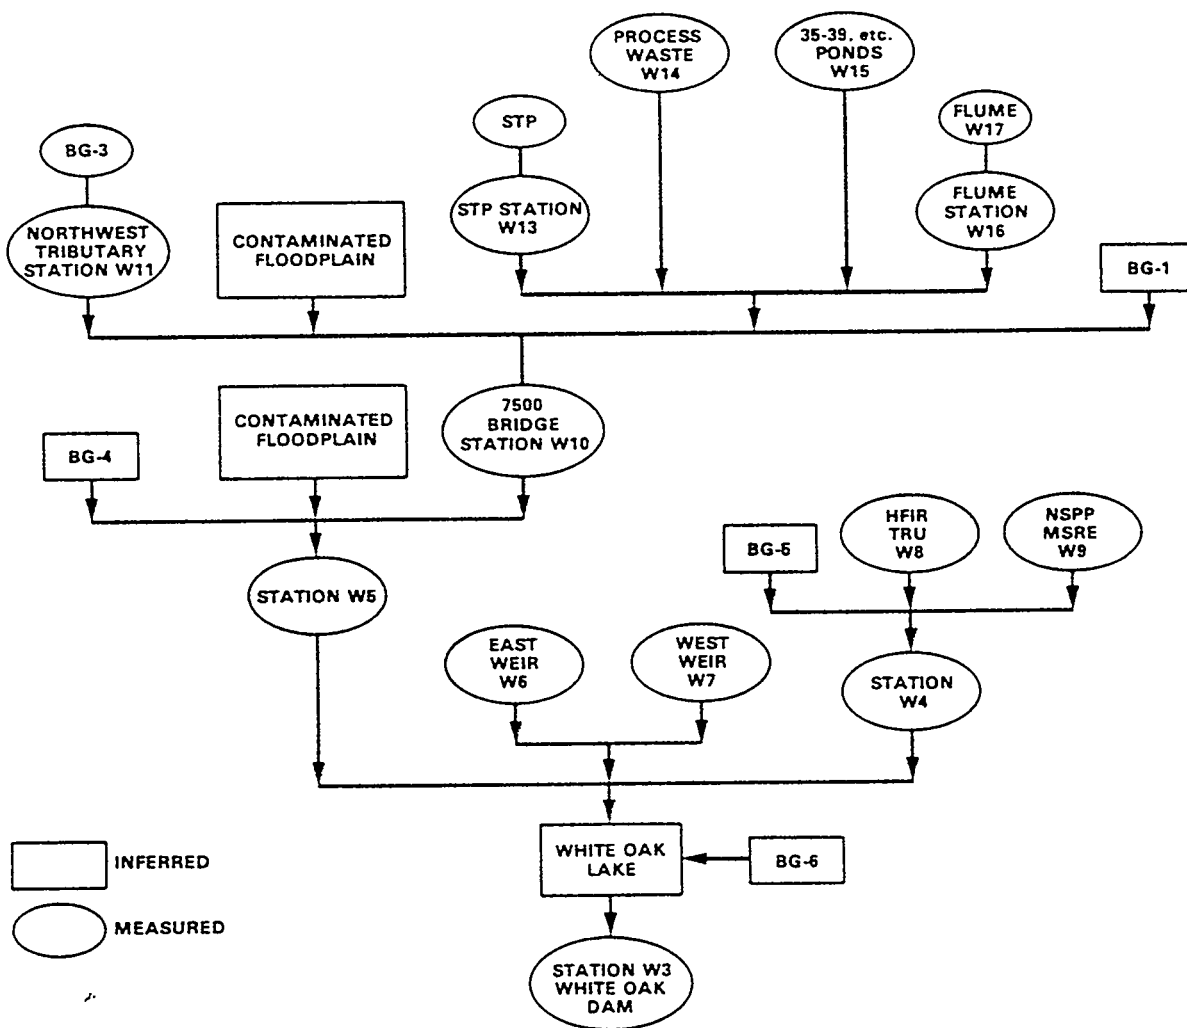 PROCESS
WASTE
W14
35-39, etc.
PONDS
W15
STP
FLUME
W17
BG-3
STP STATION
W13
FLUME
STATION
W16
NORTHWEST
TRIBUTARY
STATION W11
CONTAMINATED
FLOODPLAIN
BG-1
BG-4
CONTAMINATED
FLOODPLAIN
7500
BRIDGE
STATION W10
BG-5
HFIR
TRU
W8
NSPP
MSRE
W9
STATION W5
EAST
WEIR
W6
WEST
WEIR
W7
STATION
W4
WHITE OAK
LAKE
BG-6
INFERRED
MEASURED
STATION W3
WHITE OAK
DAM